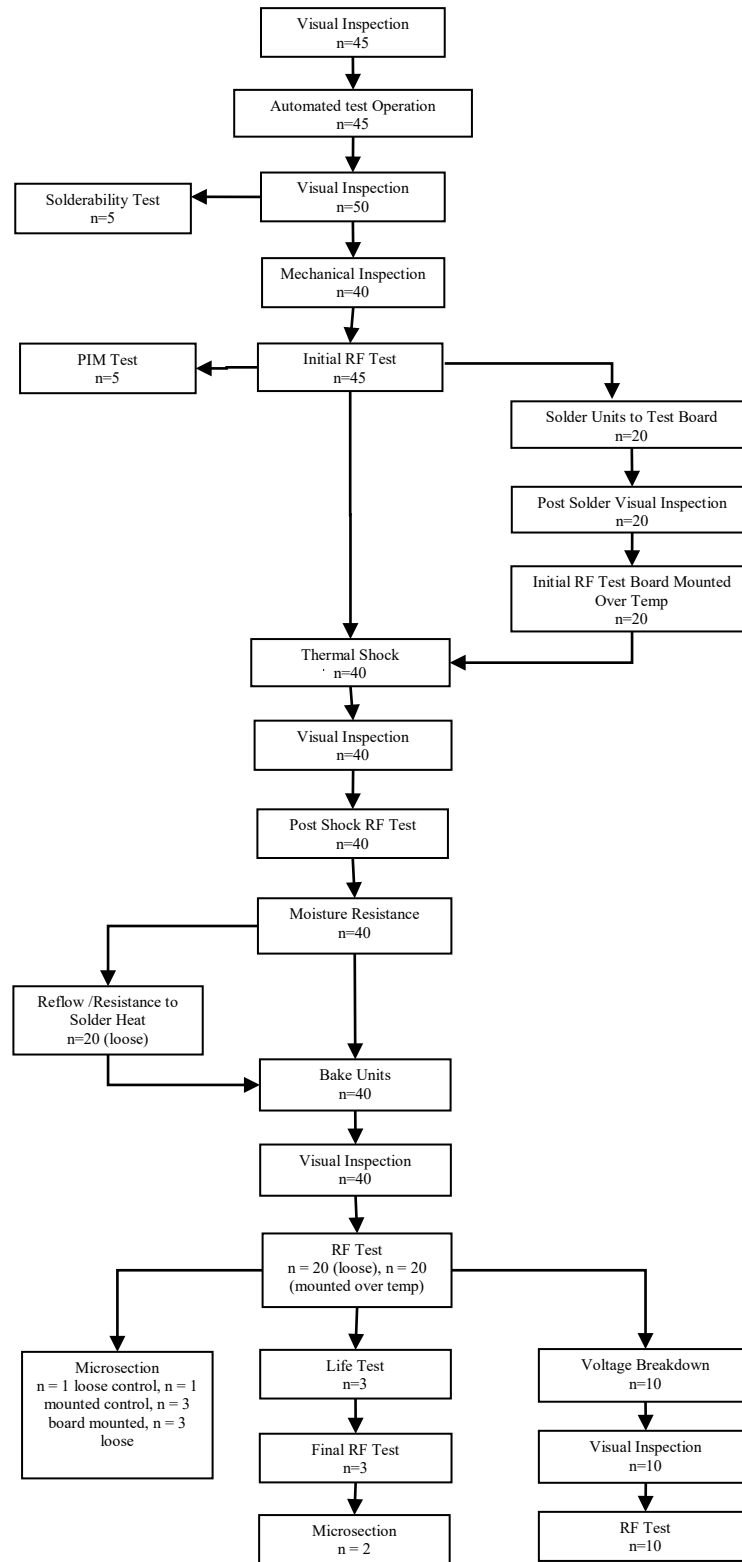 Visual Inspection
n=45
Automated test Operation
n=45
Solderability Test
n=5
Visual Inspection
n=50
Mechanical Inspection
n=40
PIM Test
n=5
Initial RF Test
n=45
Solder Units to Test Board
n=20
Post Solder Visual Inspection
n=20
Initial RF Test Board Mounted
Over Temp
n=20
Thermal Shock
n=40
Visual Inspection
n=40
Post Shock RF Test
n=40
Moisture Resistance
n=40
Reflow /Resistance to
Solder Heat
n=20 (loose)
Bake Units
n=40
Visual Inspection
n=40
RF Test
n = 20 (loose), n = 20
(mounted over temp)
Microsection
n = 1 loose control, n = 1
mounted control, n = 3
board mounted, n = 3
loose
Life Test
n=3
Final RF Test
n=3
Microsection
n = 2
Voltage Breakdown
n=10
Visual Inspection
n=10
RF Test
n=10